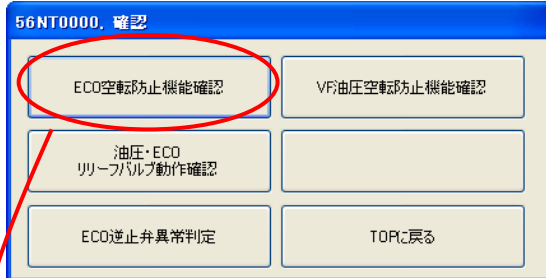 56NT0000. 確認
ECO空転防止機能確認
VF油圧空転防止機能確認
油圧・ECO
リリーフバルブ動作確認
ECO逆止弁異常判定
TOPに戻る